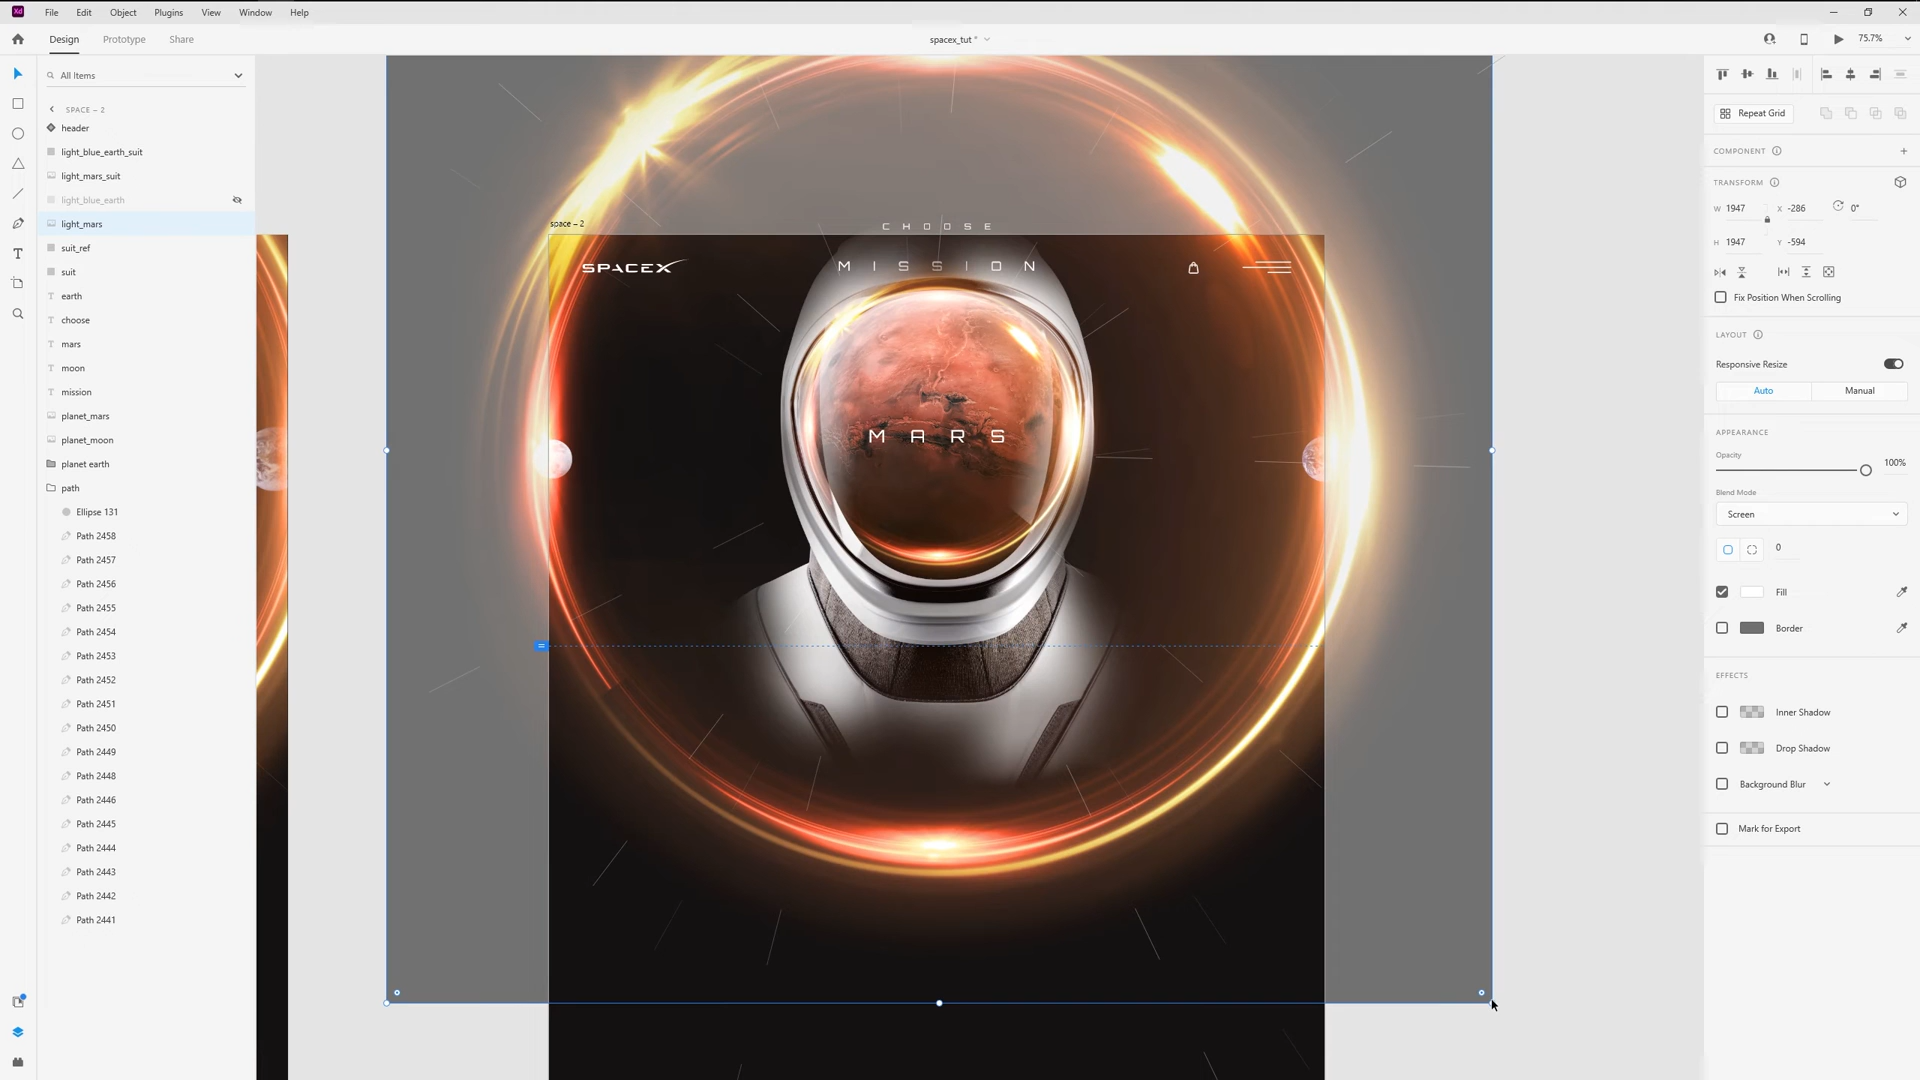 Xd File Edit Object Plugins View Window Help
Design Prototype Share
spacex_tut *
75.7%
All Items
SPACE – 2
header
light_blue_earth_suit
light_mars_suit
light_blue_earth
light_mars
suit_ref
suit
T earth
T choose
T mars
T moon
T mission
planet_mars
planet_moon
planet earth
path
Ellipse 131
Path 2458
Path 2457
Path 2456
Path 2455
Path 2454
Path 2453
Path 2452
Path 2451
Path 2450
Path 2449
Path 2448
Path 2446
Path 2445
Path 2444
Path 2443
Path 2442
Path 2441
space – 2
CHOOSE
SPACEX
MISSION
MARS
Repeat Grid
COMPONENT
TRANSFORM
W 1947 X -286 0°
H 1947 Y -594
Fix Position When Scrolling
LAYOUT
Responsive Resize
Auto Manual
APPEARANCE
Opacity
100%
Blend Mode
Screen
0
Fill
Border
EFFECTS
Inner Shadow
Drop Shadow
Background Blur
Mark for Export